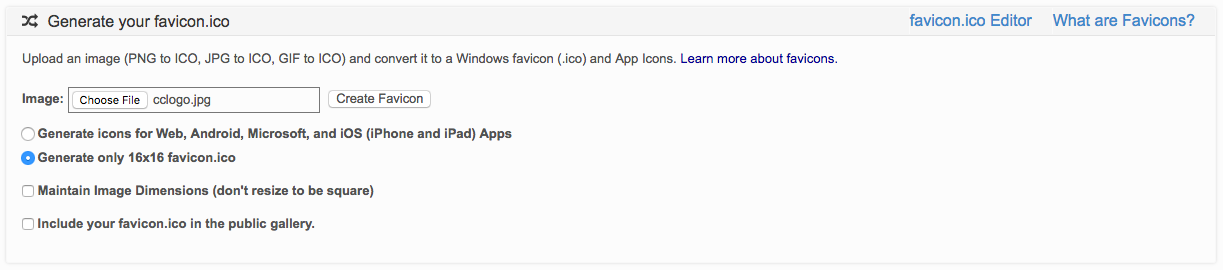 Generate your favicon.ico favicon.ico Editor What are Favicons?
Upload an image (PNG to ICO, JPG to ICO, GIF to ICO) and convert it to a Windows favicon (.ico) and App Icons. Learn more about favicons.
Image: Choose File cclogo.jpg Create Favicon
Generate icons for Web, Android, Microsoft, and iOS (iPhone and iPad) Apps
Generate only 16x16 favicon.ico
Maintain Image Dimensions (don't resize to be square)
Include your favicon.ico in the public gallery.